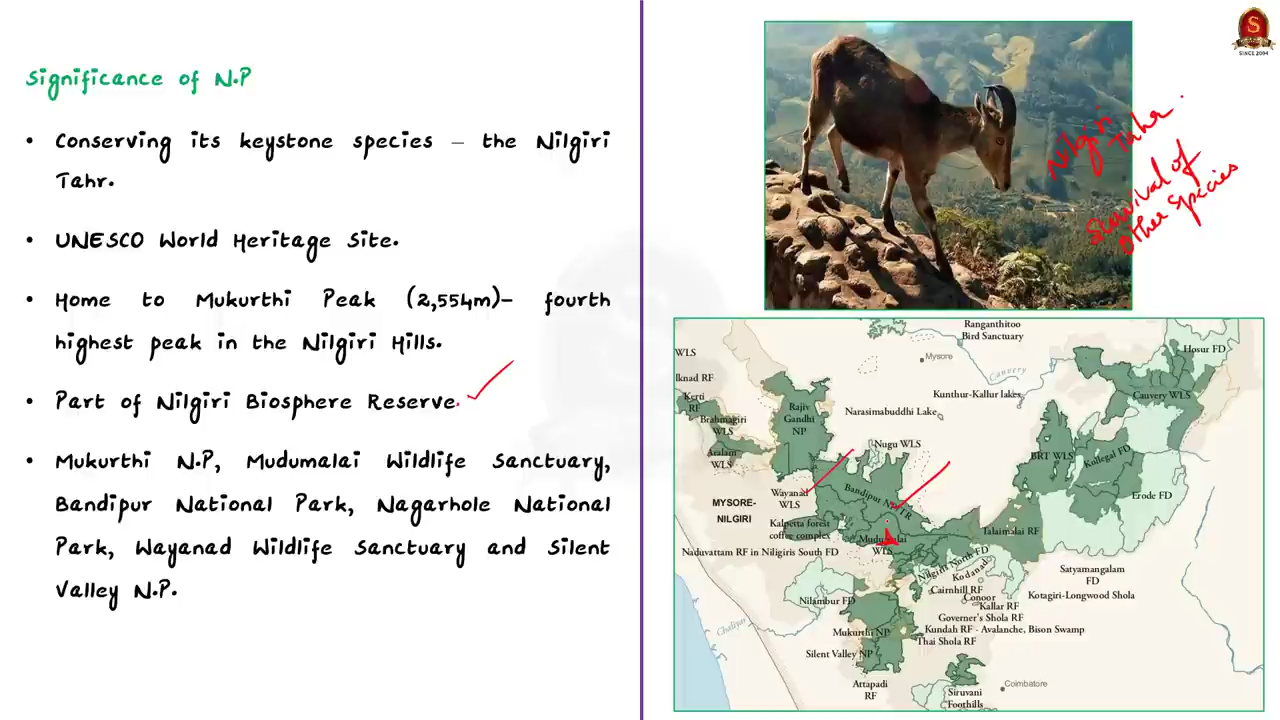 Significance of N.P
• Conserving its keystone species – the Nilgiri
Tahr.
• UNESCO World Heritage Site.
• Home to Mukurthi Peak (2,554m)- fourth
highest peak in the Nilgiri Hills.
• Part of Nilgiri Biosphere Reserve.
• Mukurthi N.P, Mudumalai Wildlife Sanctuary,
Bandipur National Park, Nagarhole National
Park, Wayanad Wildlife Sanctuary and Silent
Valley N.P.
Nilgiri
Tahr
Survival of
Other Species
S
SINCE 2004
Ranganthitoo
Bird Sanctuary
WLS
Mysore
Hosur FD
lknad RF
Cauvery
Kerti
RF
Kunthur-Kallur lakes
Cauvery WLS
Rajiv
Gandhi
NP
Narasimabuddhi Lake
Brahmagiri
WLS
Nugu WLS
Aralam
WLS
BRT WLS
Kollegal FD
Wayanad
WLS
Bandipur NP TR
Erode FD
MYSORE-
NILGIRI
Kalpetta forest
coffee complex
Talaimalai RF
Mudumalai
WLS
Naduvattam RF in Niligiris South FD
Nilgiris North FD
Kodanad
Satyamangalam
FD
Cairnhill RF
Conoor
Kotagiri-Longwood Shola
Nilambur FD
Kallar RF
Governer's Shola RF
Chaliyar
Mukurthi NP
Kundah RF - Avalanche, Bison Swamp
Thai Shola RF
Silent Valley NP
Attapadi
RF
Siruvani
Foothills
Coimbatore